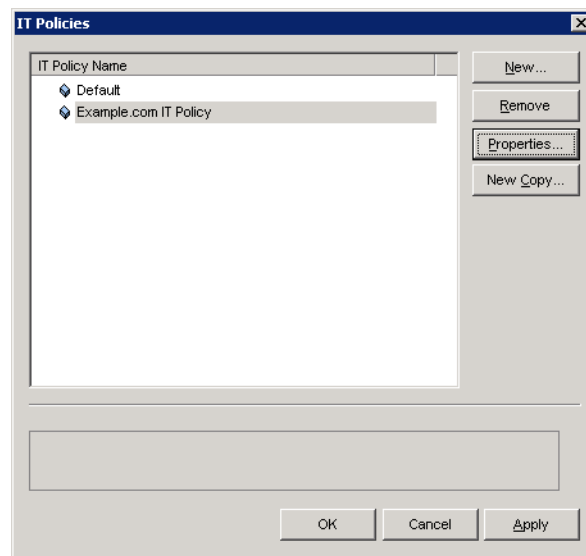 IT Policies
IT Policy Name
Default
Example.com IT Policy
New...
Remove
Properties...
New Copy...
OK
Cancel
Apply